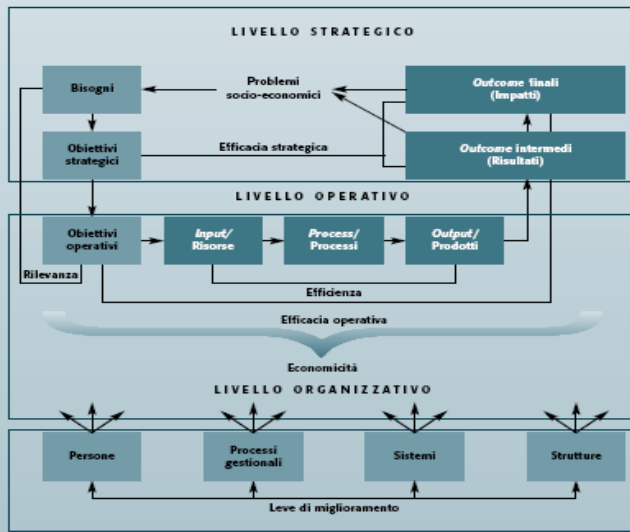 LIVELLO STRATEGICO
Bisogni
Problemi
socio-economici
Outcome finali
(Impatti)
Obiettivi
strategici
Efficacia strategica
Outcome intermedi
(Risultati)
LIVELLO OPERATIVO
Obiettivi
operativi
Input/
Risorse
Process/
Processi
Output/
Prodotti
Rilevanza
Efficienza
Efficacia operativa
Economicità
LIVELLO ORGANIZZATIVO
Persone
Processi
gestionali
Sistemi
Strutture
Leve di miglioramento